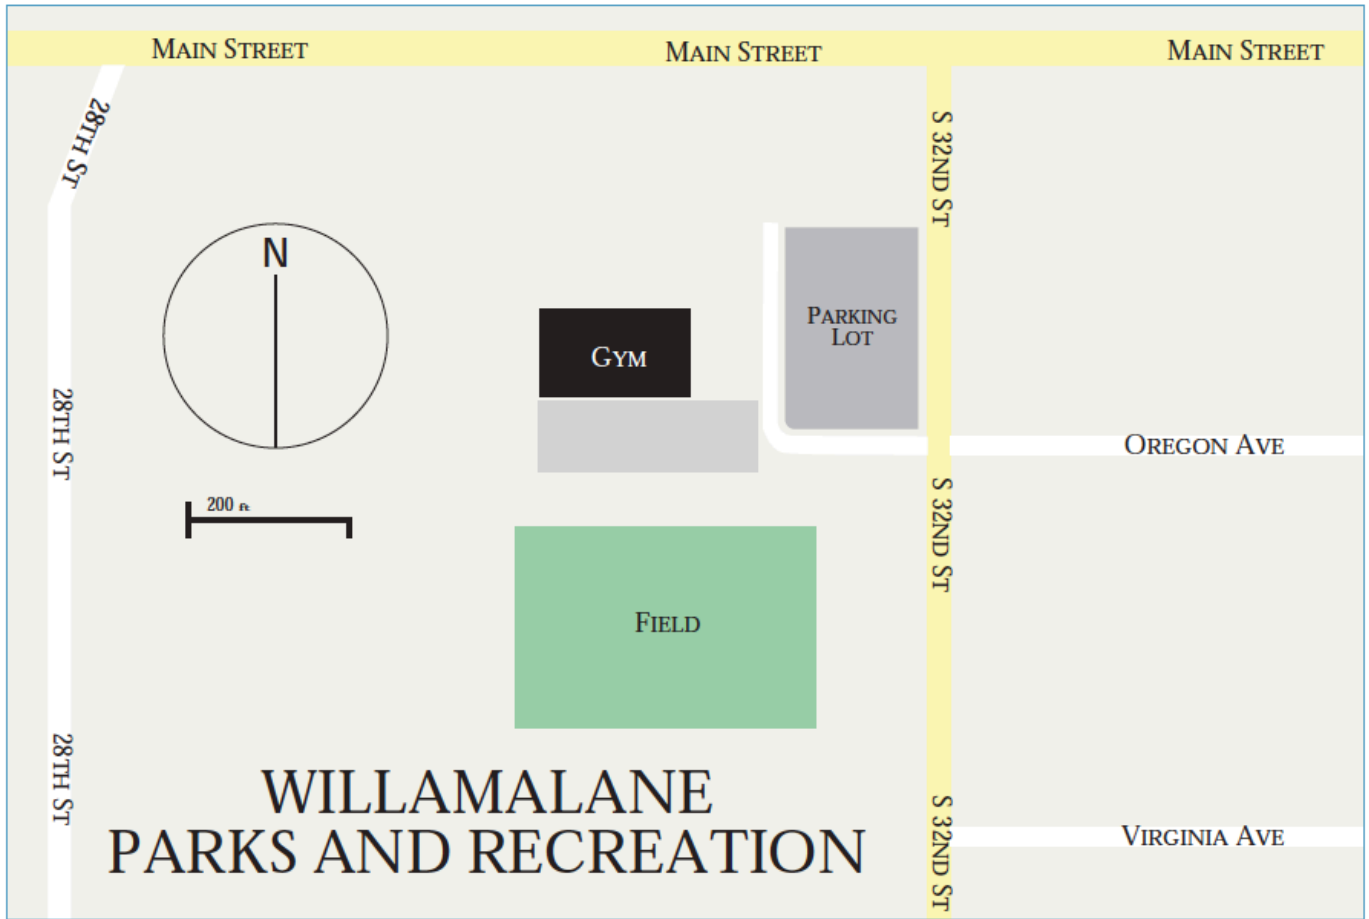 MAIN STREET
MAIN STREET
MAIN STREET
28TH ST
S 32ND ST
N
PARKING
LOT
GYM
28TH ST
OREGON AVE
200 Ft
S 32ND ST
FIELD
28TH ST
WILLAMALANE
PARKS AND RECREATION
S 32ND ST
VIRGINIA AVE